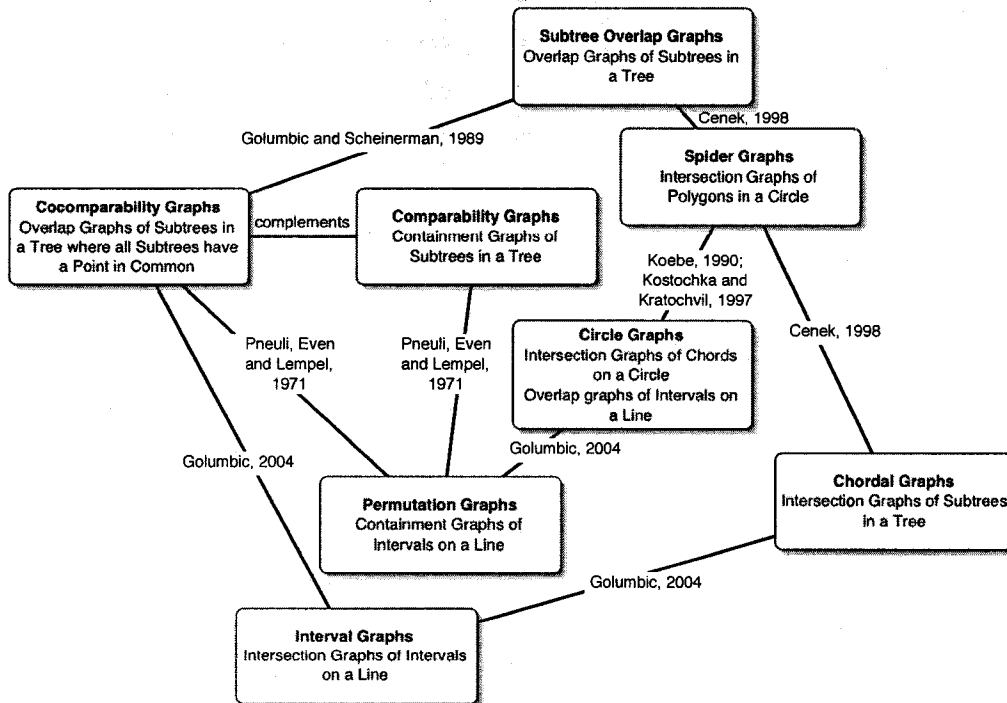 Subtree Overlap Graphs
Overlap Graphs of Subtrees in
a Tree
Cenek, 1998
Golumbic and Scheinerman, 1989
Spider Graphs
Intersection Graphs of
Polygons in a Circle
Cocomparability Graphs
Overlap Graphs of Subtrees in
a Tree where all Subtrees have
a Point in Common
complements
Comparability Graphs
Containment Graphs of
Subtrees in a Tree
Koebe, 1990;
Kostochka and
Kratochvil, 1997
Cenek, 1998
Pneuli, Even
and Lempel,
1971
Pneuli, Even
and Lempel,
1971
Circle Graphs
Intersection Graphs of Chords
on a Circle
Overlap graphs of Intervals on
a Line
Golumbic, 2004
Golumbic, 2004
Chordal Graphs
Intersection Graphs of Subtrees
in a Tree
Permutation Graphs
Containment Graphs of
Intervals on a Line
Golumbic, 2004
Interval Graphs
Intersection Graphs of Intervals
on a Line